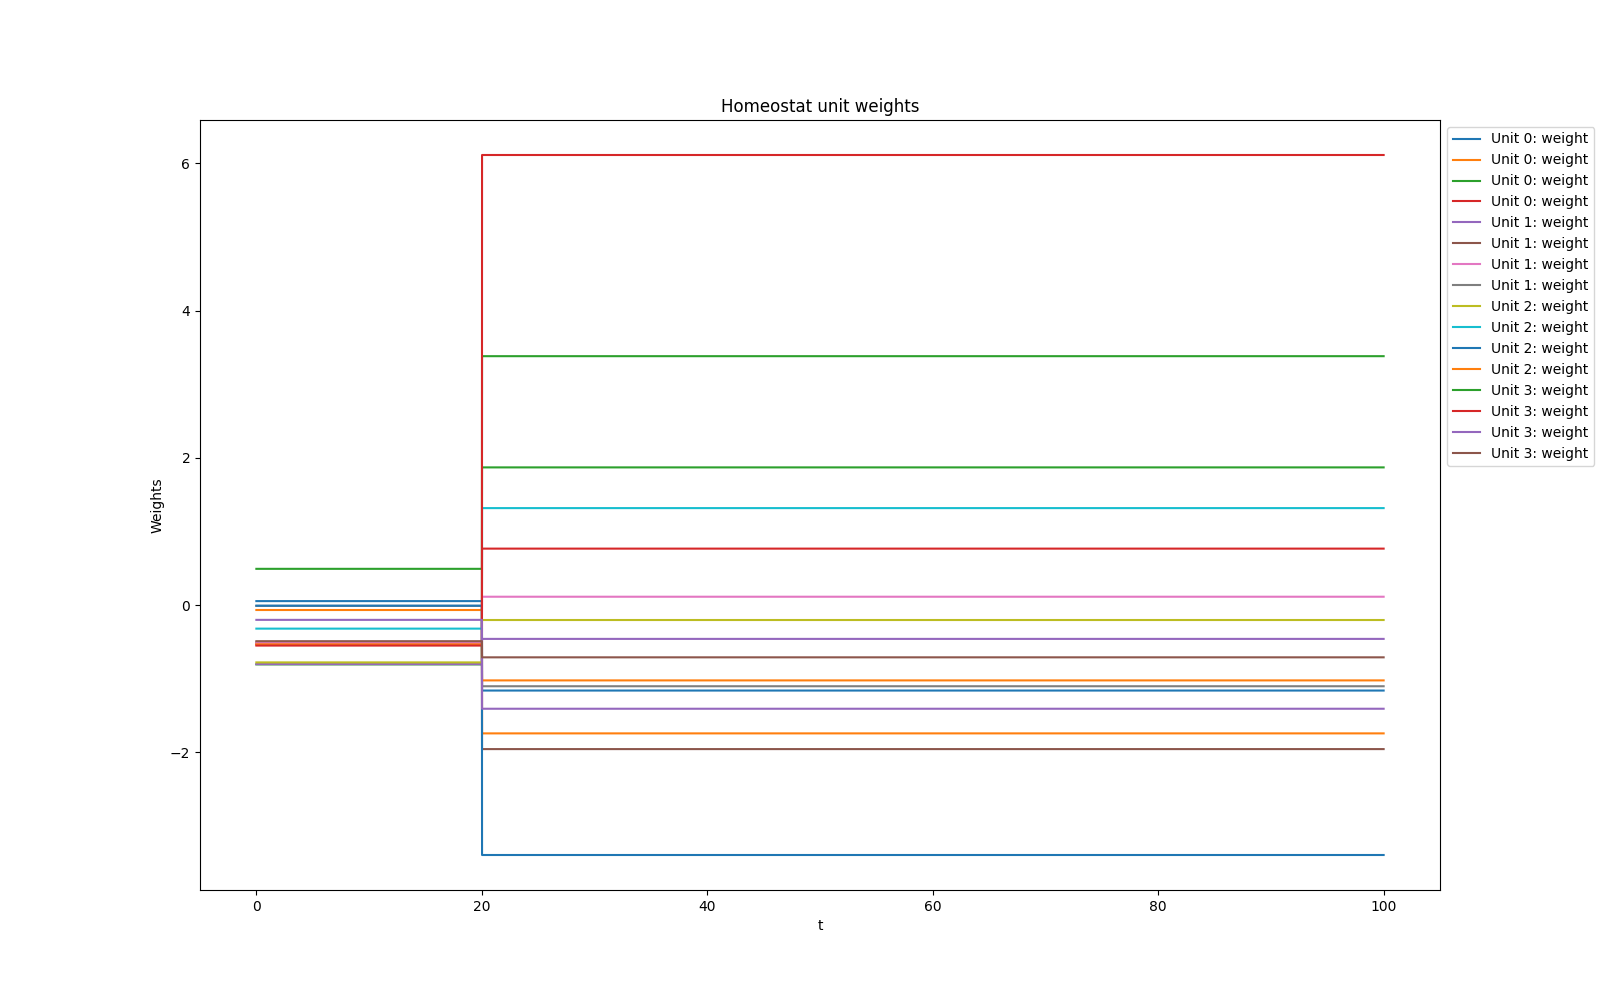 Homeostat unit weights
6
4
2
0
−2
Weights
0
20
40
60
80
100
t
Unit 0: weight
Unit 0: weight
Unit 0: weight
Unit 0: weight
Unit 1: weight
Unit 1: weight
Unit 1: weight
Unit 1: weight
Unit 2: weight
Unit 2: weight
Unit 2: weight
Unit 2: weight
Unit 3: weight
Unit 3: weight
Unit 3: weight
Unit 3: weight